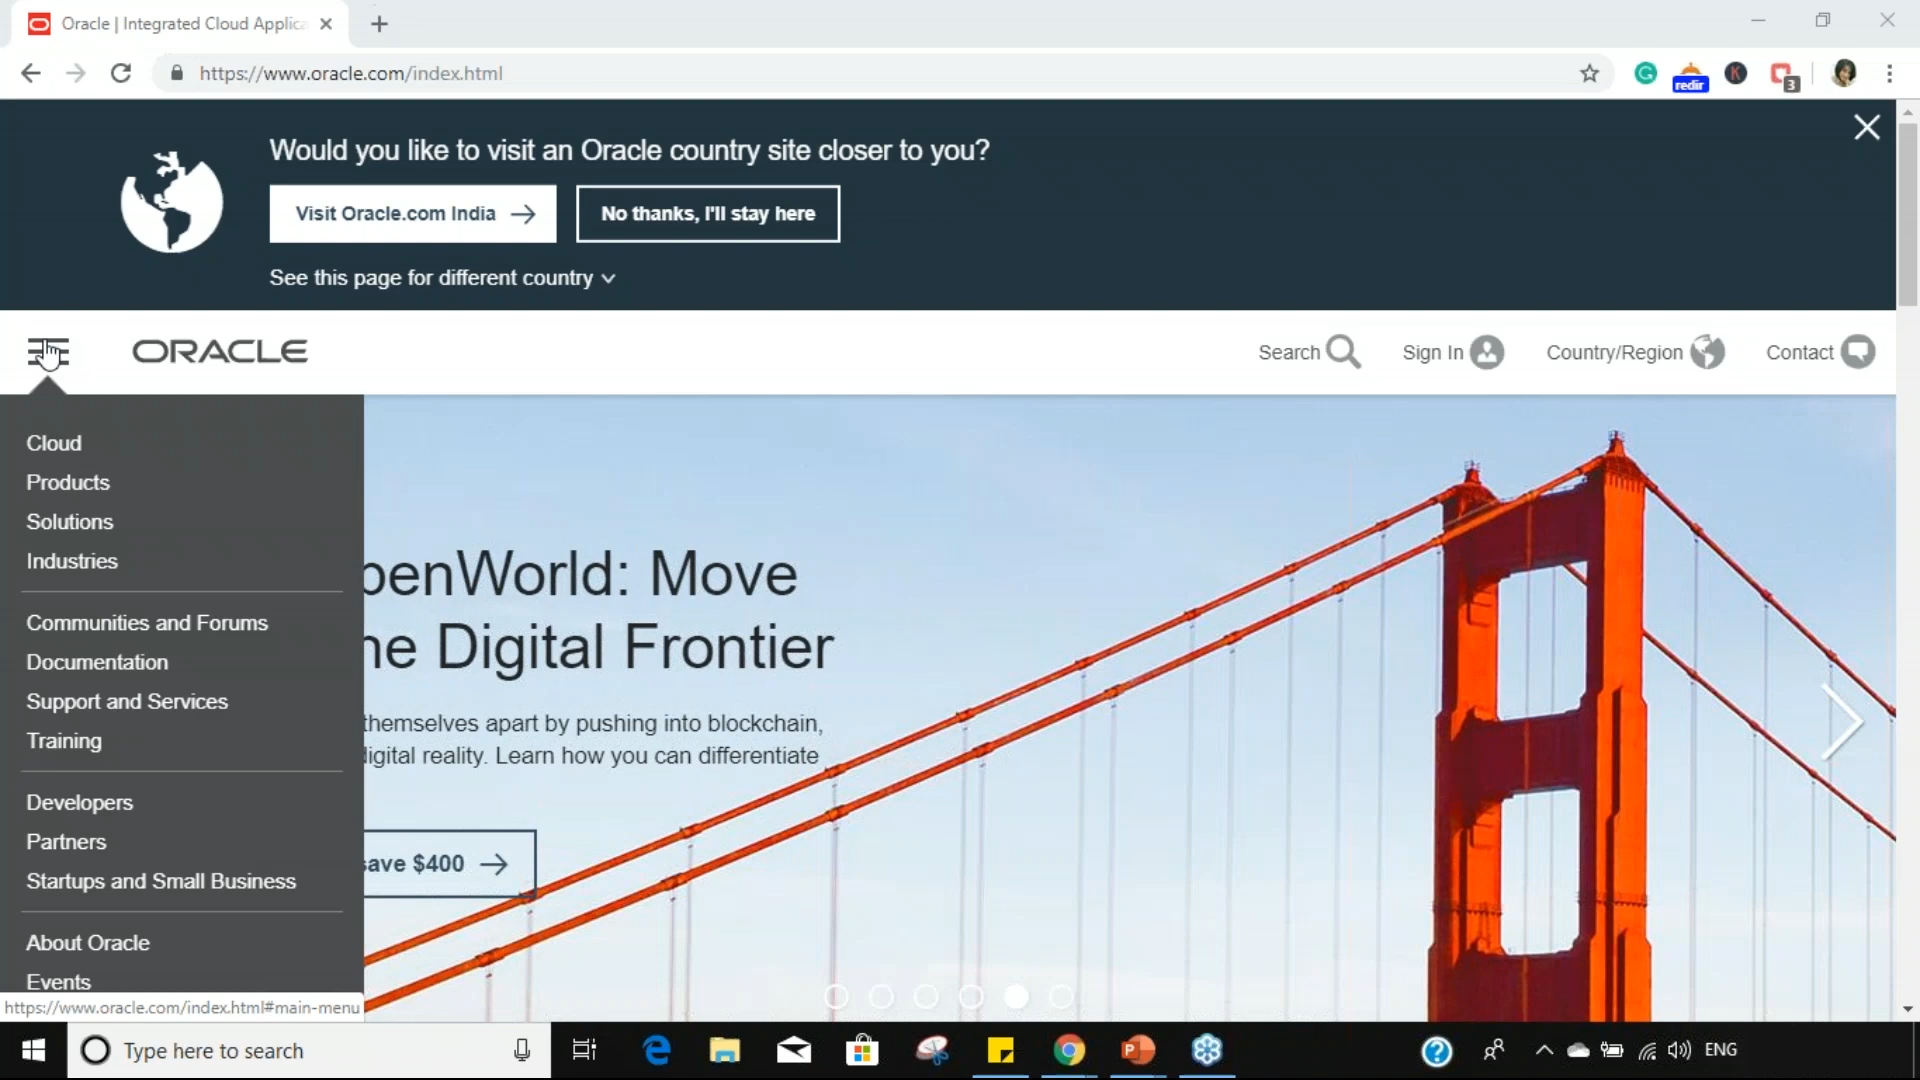 Oracle | Integrated Cloud Applica
https://www.oracle.com/index.html
redir
K
3
Would you like to visit an Oracle country site closer to you?
Visit Oracle.com India
No thanks, I'll stay here
See this page for different country
ORACLE
Search
Sign In
Country/Region
Contact
Cloud
Products
Solutions
Industries
Communities and Forums
Documentation
Support and Services
Training
Developers
Partners
Startups and Small Business
About Oracle
Events
penWorld: Move
he Digital Frontier
themselves apart by pushing into blockchain,
digital reality. Learn how you can differentiate
save $400
https://www.oracle.com/index.html#main-menu
Type here to search
ENG